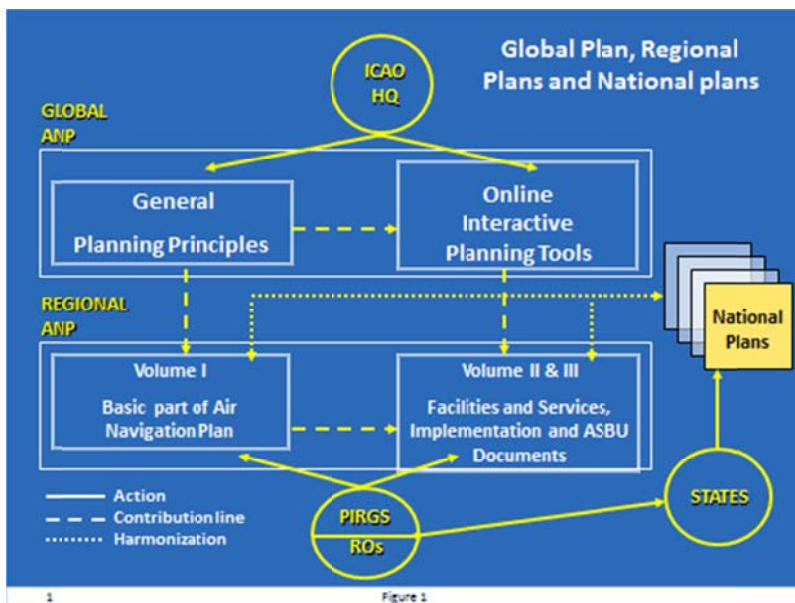 Global Plan, Regional
Plans and National plans
ICAO
HQ
GLOBAL
ANP
General
Planning Principles
Online
Interactive
Planning Tools
REGIONAL
ANP
National
Plans
Volume I
Basic part of Air
Navigation Plan
Volume II & III
Facilities and Services,
Implementation and ASBU
Documents
Action
Contribution line
Harmonization
PIRGS
ROs
STATES
1
Figure 1